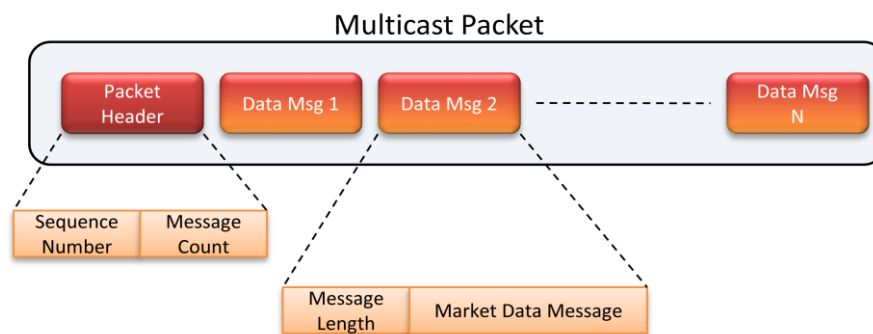 Multicast Packet
Packet
Header
Data Msg 1
Data Msg 2
Data Msg
N
Sequence
Number
Message
Count
Message
Length
Market Data Message